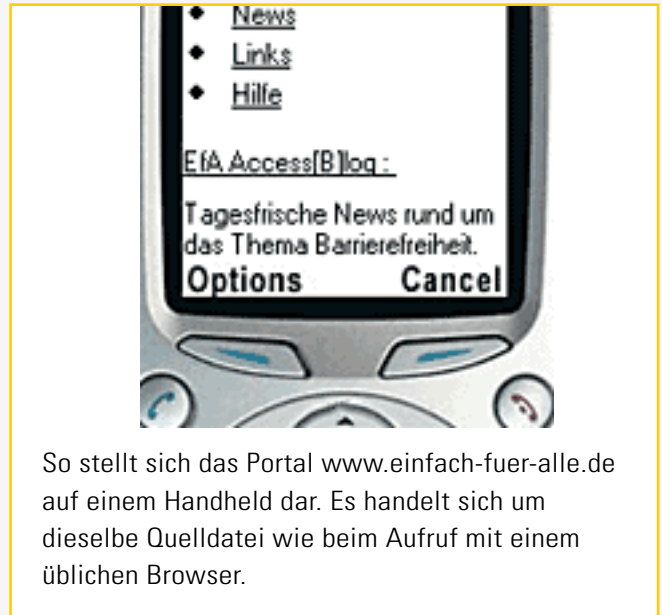 News
Links
Hilfe
EfA Access[B]log :
Tagesfrische News rund um
das Thema Barrierefreiheit.
Options Cancel
So stellt sich das Portal www.einfach-fuer-alle.de
auf einem Handheld dar. Es handelt sich um
dieselbe Quelldatei wie beim Aufruf mit einem
üblichen Browser.